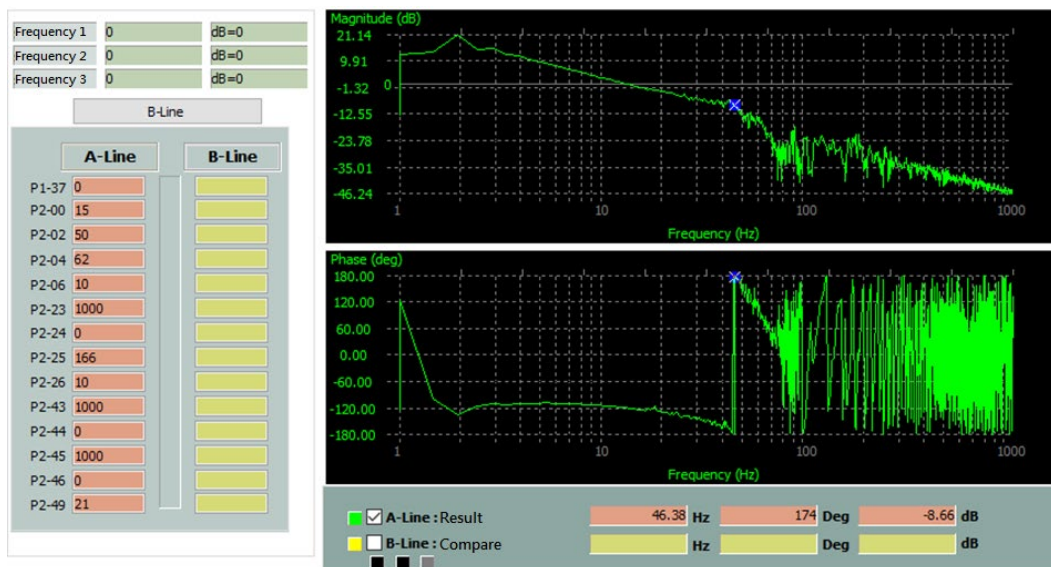 Frequency 1 0 dB=0
Frequency 2 0 dB=0
Frequency 3 0 dB=0
B-Line
A-Line B-Line
P1-37 0
P2-00 15
P2-02 50
P2-04 62
P2-06 10
P2-23 1000
P2-24 0
P2-25 166
P2-26 10
P2-43 1000
P2-44 0
P2-45 1000
P2-46 0
P2-49 21
Magnitude (dB)
21.14
9.91
0
-1.32
-12.55
-23.78
-35.01
-46.24
1 10 100 1000
Frequency (Hz)
Phase (deg)
180.00
120.00
60.00
0.00
-60.00
-120.00
-180.00
1 10 100 1000
Frequency (Hz)
A-Line : Result 46.38 Hz 174 Deg -8.66 dB
B-Line : Compare Hz Deg dB